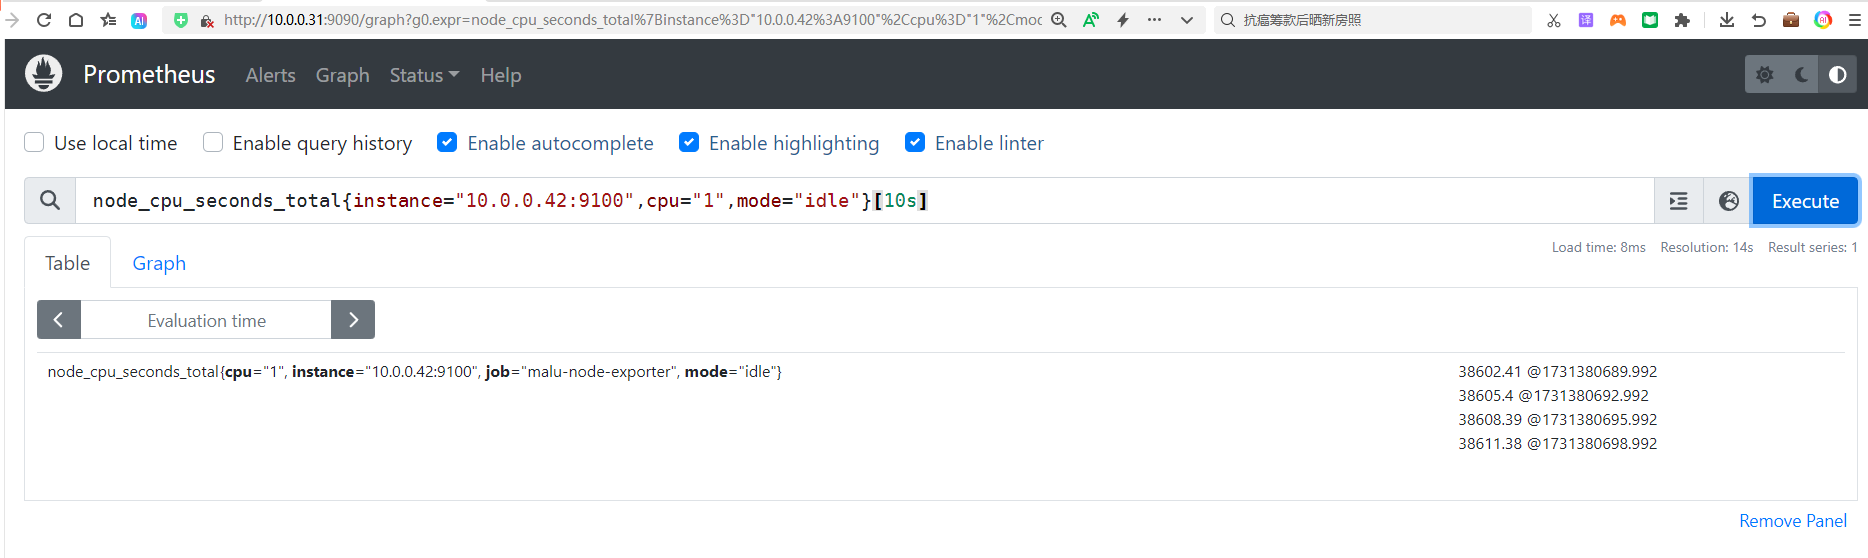 AI http://10.0.0.31:9090/graph?g0.expr=node_cpu_seconds_total%7Binstance%3D"10.0.0.42%3A9100"%2Ccpu%3D"1"%2Cmoc 抗癌筹款后晒新房照 译 AI
Prometheus Alerts Graph Status Help
Use local time Enable query history Enable autocomplete Enable highlighting Enable linter
node_cpu_seconds_total{instance="10.0.0.42:9100",cpu="1",mode="idle"}[10s] Execute
Load time: 8ms Resolution: 14s Result series: 1
Table Graph
Evaluation time
node_cpu_seconds_total{cpu="1", instance="10.0.0.42:9100", job="malu-node-exporter", mode="idle"} 38602.41 @1731380689.992
38605.4 @1731380692.992
38608.39 @1731380695.992
38611.38 @1731380698.992
Remove Panel